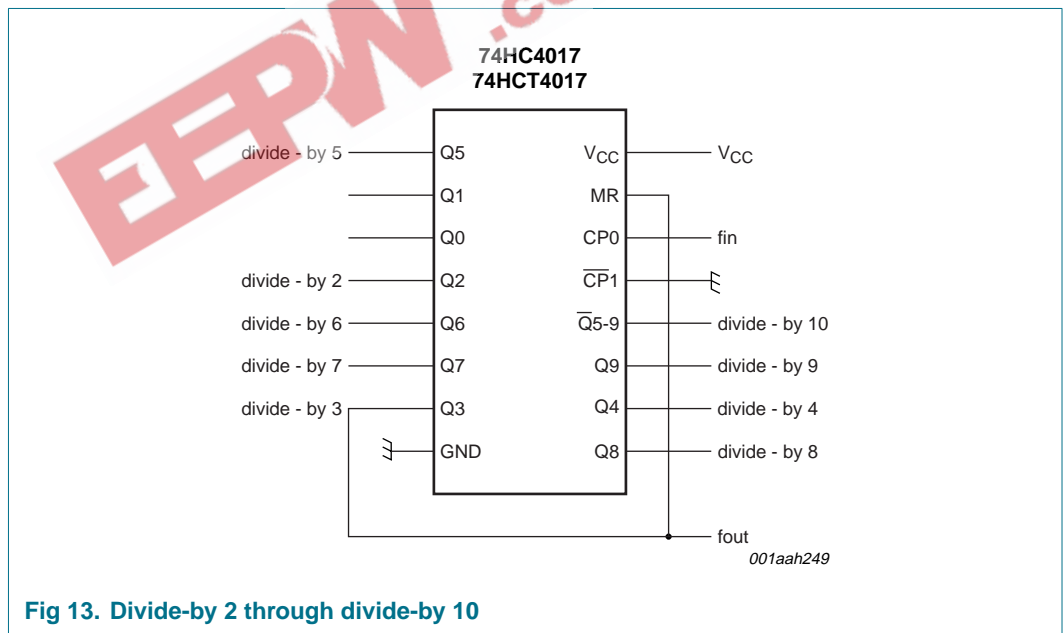 EEPW.co
74HC4017
74HCT4017
divide - by 5 Q5 VCC VCC
Q1 MR
Q0 CP0 fin
divide - by 2 Q2 CP1
divide - by 6 Q6 Q5-9 divide - by 10
divide - by 7 Q7 Q9 divide - by 9
divide - by 3 Q3 Q4 divide - by 4
GND Q8 divide - by 8
fout
001aah249
Fig 13. Divide-by 2 through divide-by 10